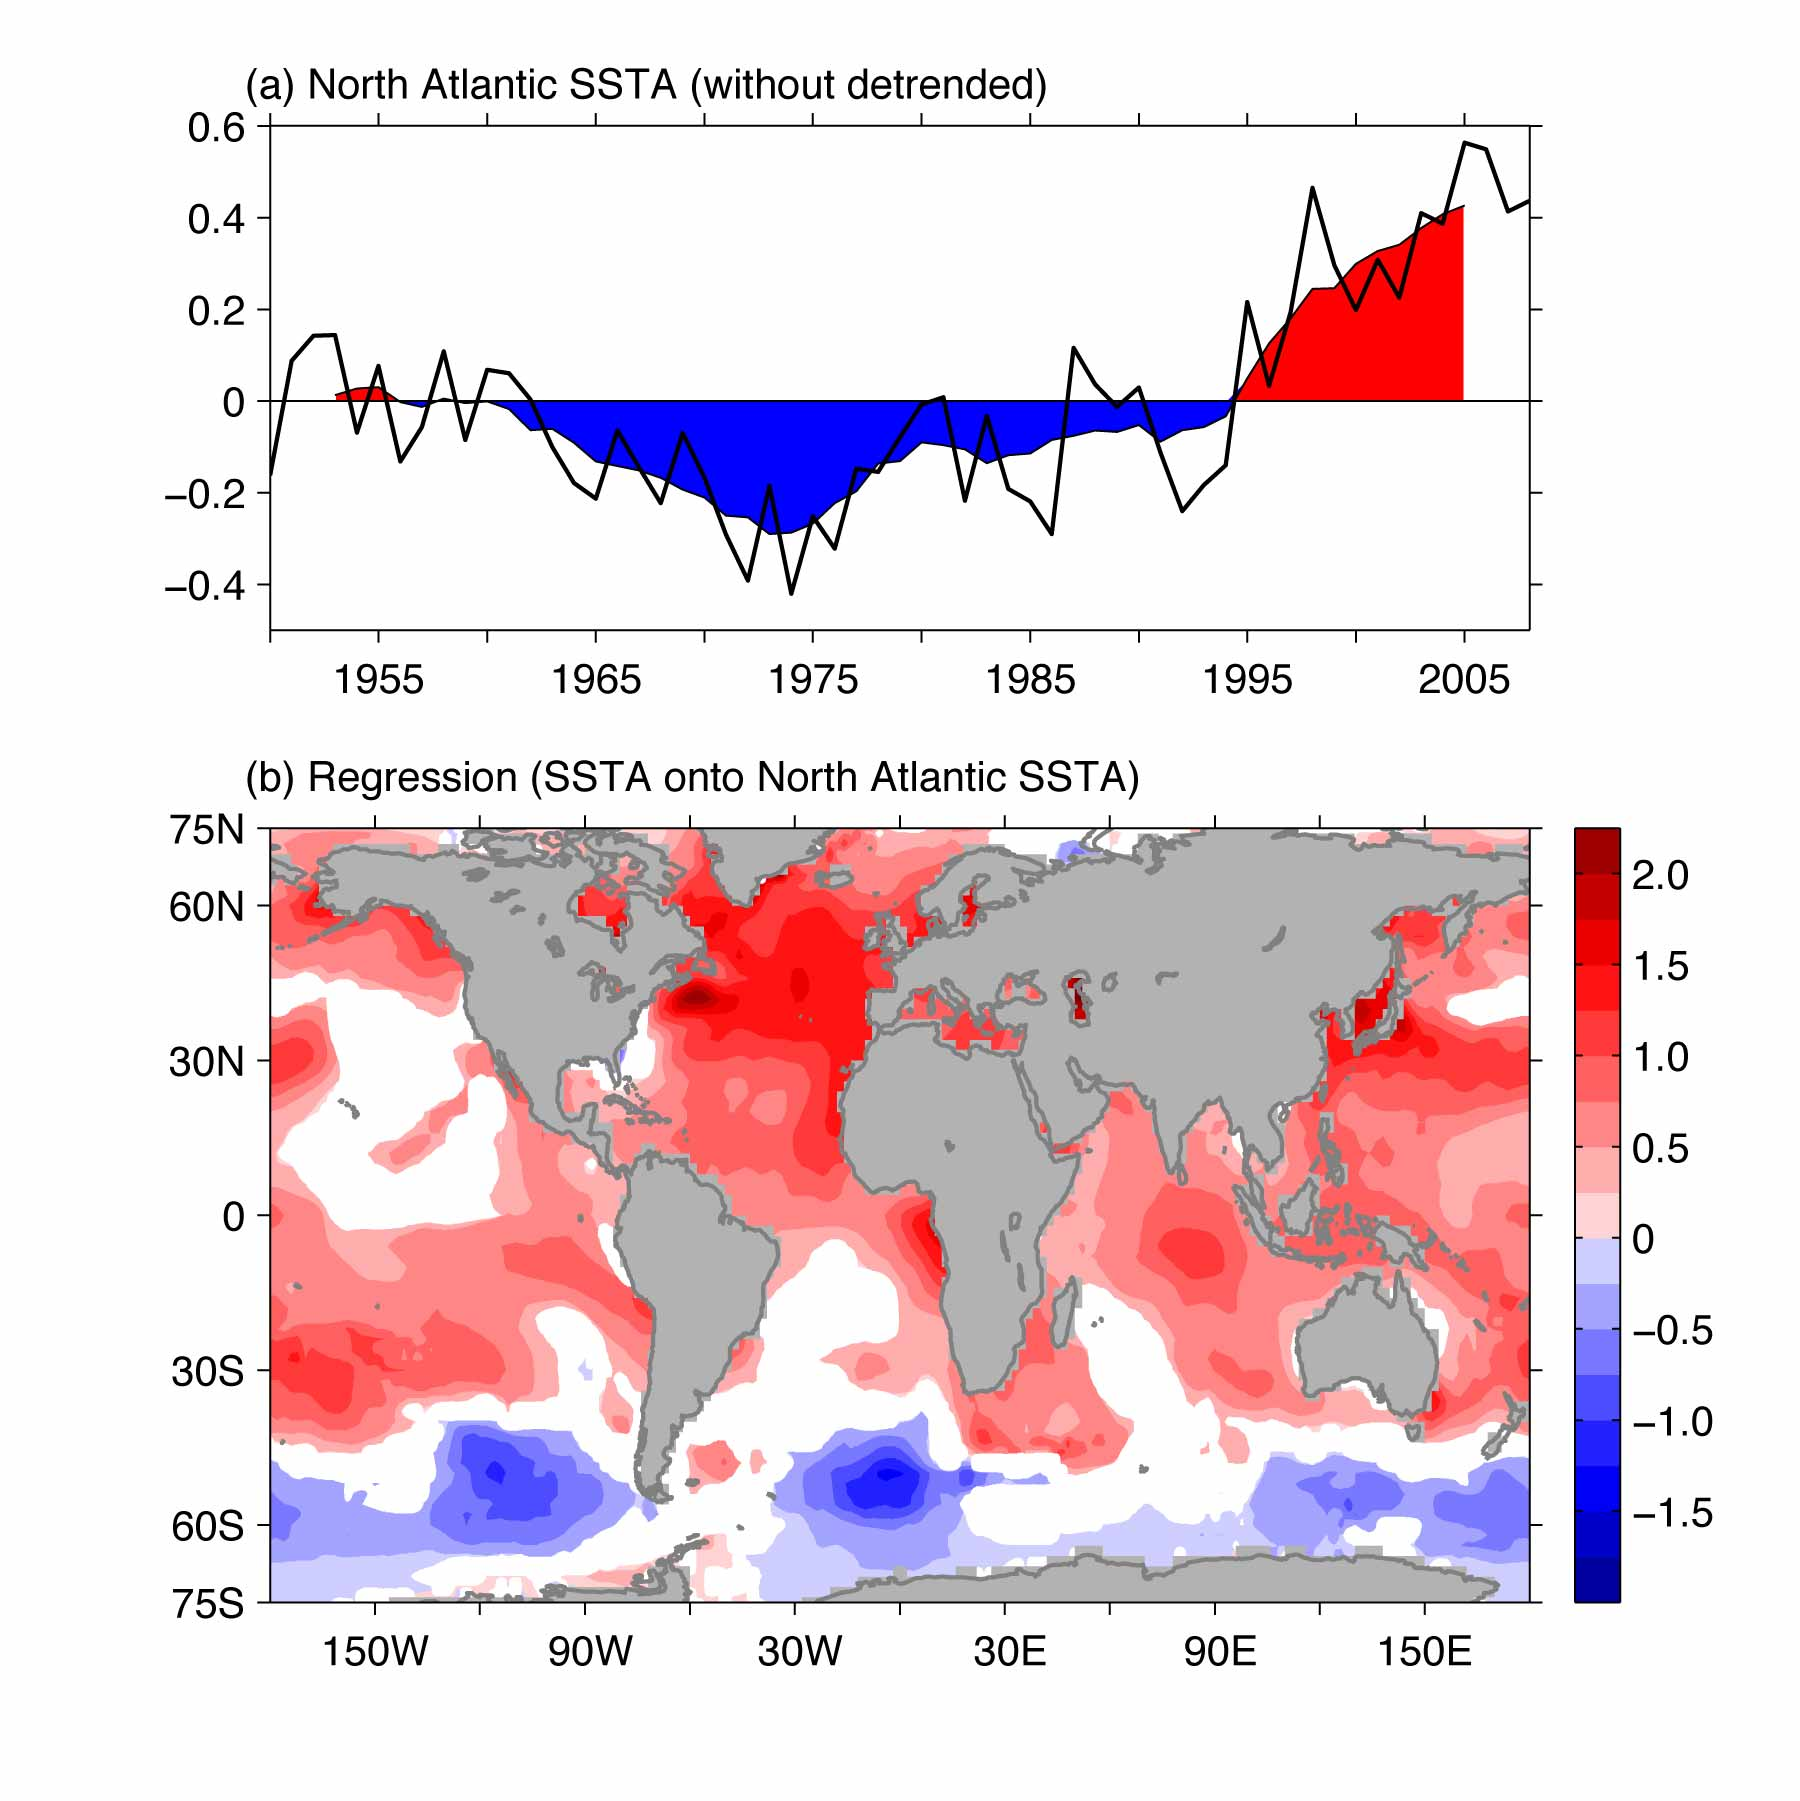 (a) North Atlantic SSTA (without detrended)
0.6
0.4
0.2
0
−0.2
−0.4
1955 1965 1975 1985 1995 2005
(b) Regression (SSTA onto North Atlantic SSTA)
75N
60N
30N
0
30S
60S
75S
150W 90W 30W 30E 90E 150E
2.0
1.5
1.0
0.5
0
−0.5
−1.0
−1.5